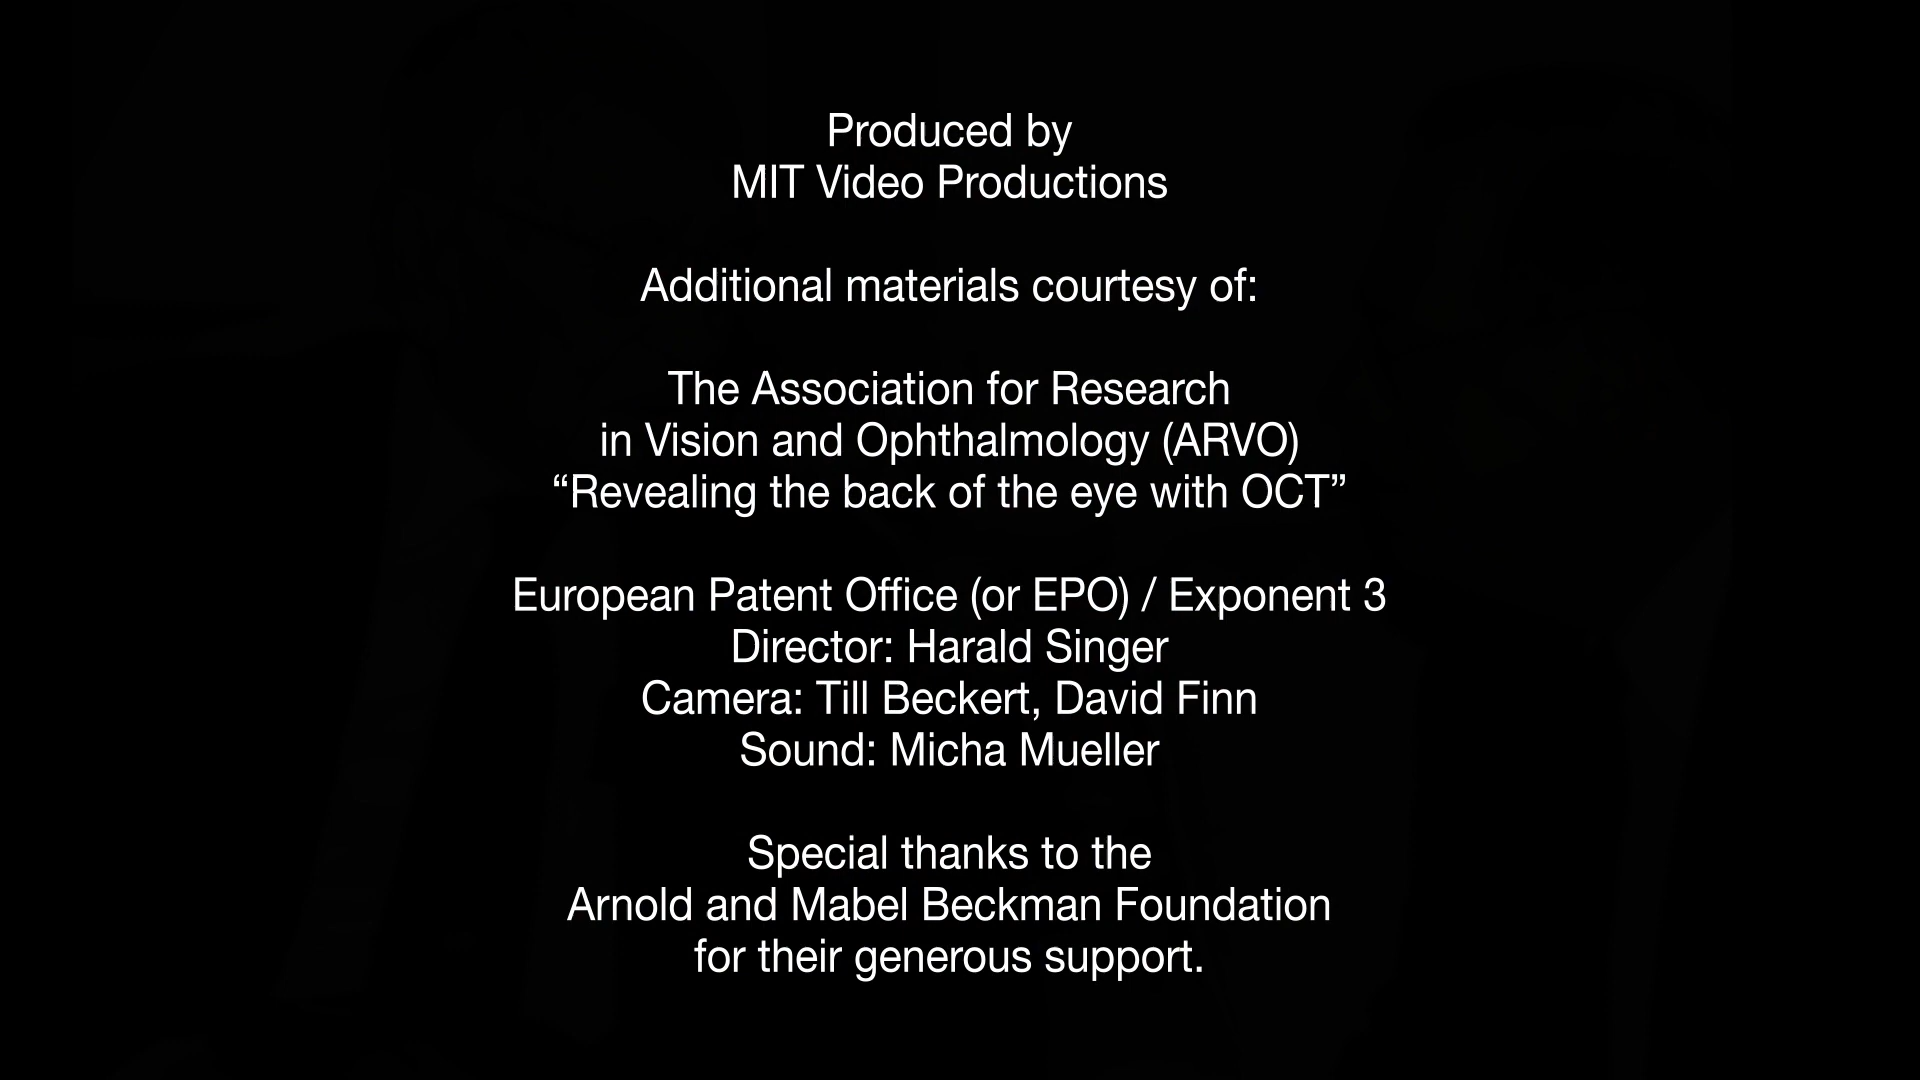 Produced by
MIT Video Productions
Additional materials courtesy of:
The Association for Research
in Vision and Ophthalmology (ARVO)
“Revealing the back of the eye with OCT”
European Patent Office (or EPO) / Exponent 3
Director: Harald Singer
Camera: Till Beckert, David Finn
Sound: Micha Mueller
Special thanks to the
Arnold and Mabel Beckman Foundation
for their generous support.